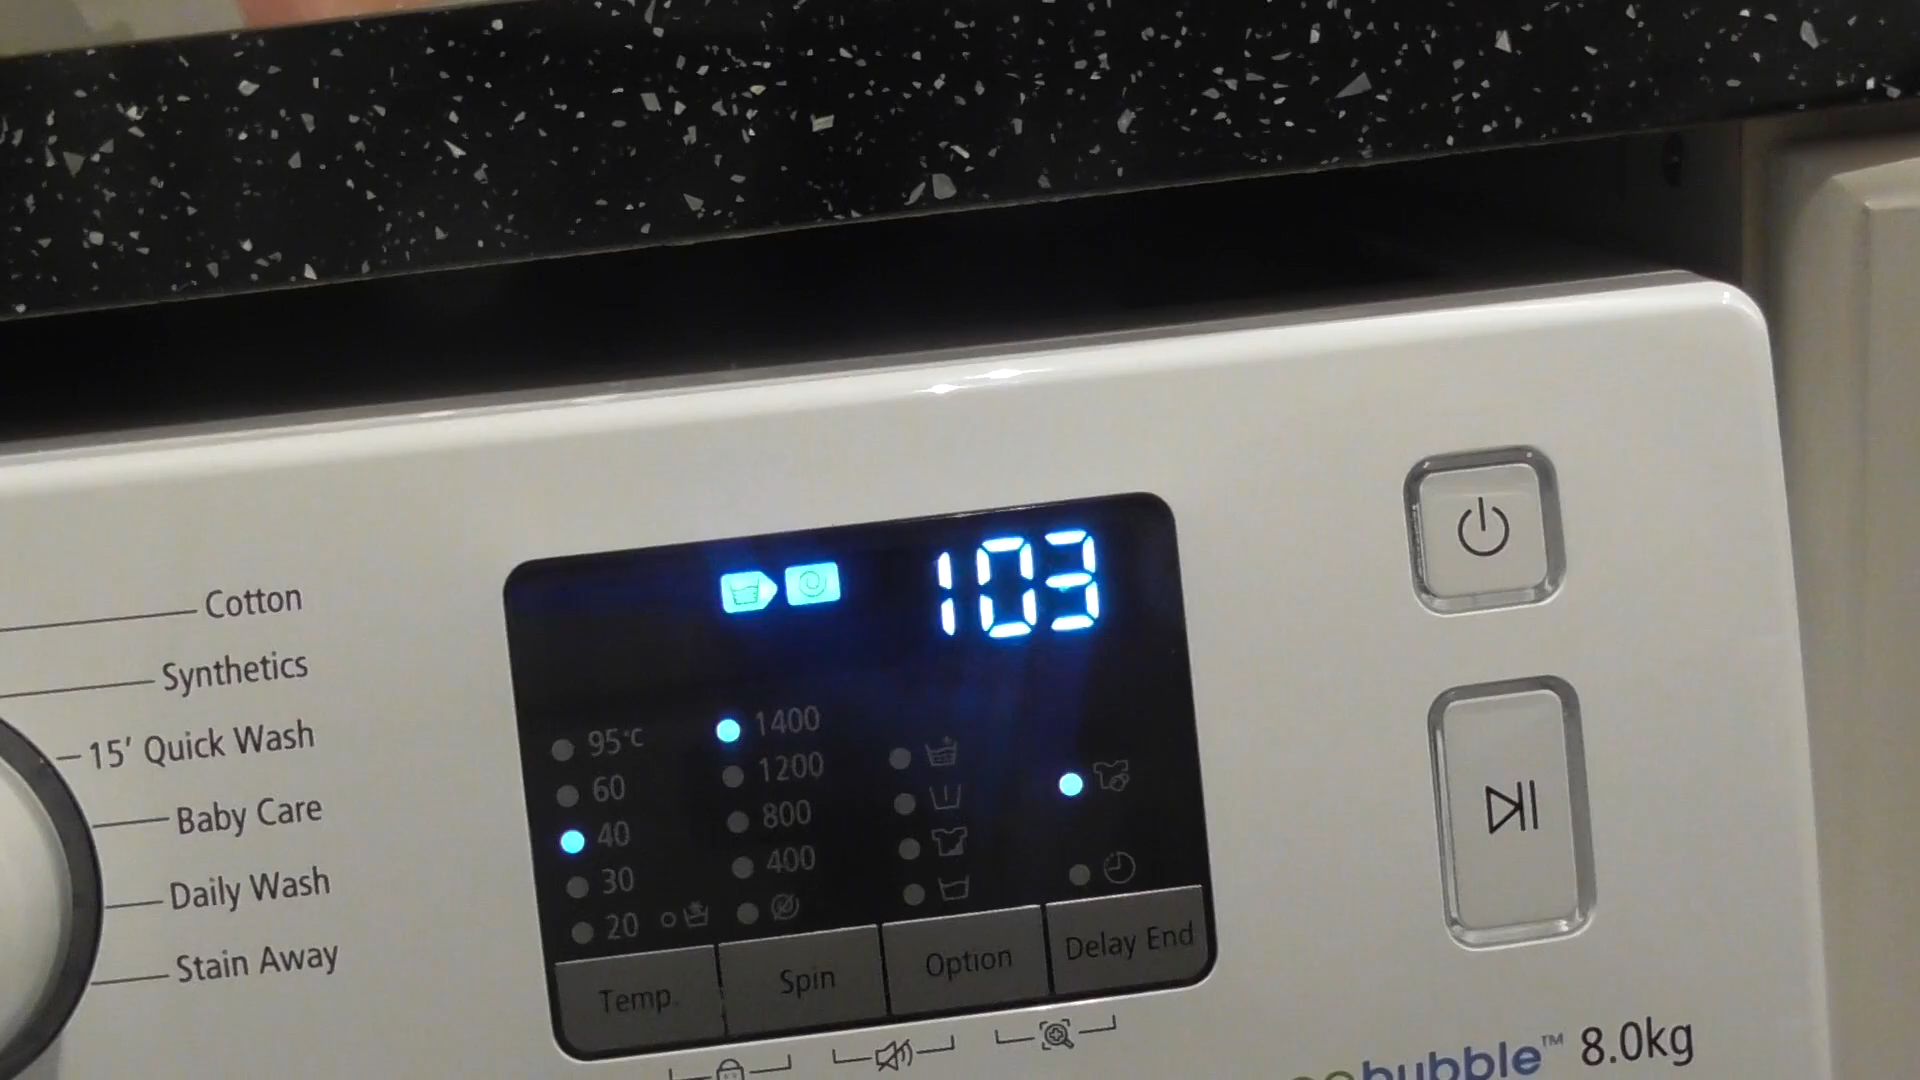 Cotton
Synthetics
15' Quick Wash
Baby Care
Daily Wash
Stain Away
103
95°C
60
40
30
20
1400
1200
800
400
Temp.
Spin
Option
Delay End
bubble™ 8.0kg